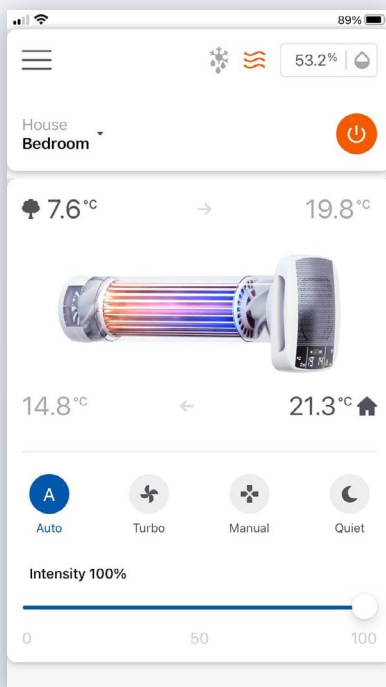 89%
53.2%
House
Bedroom
7.6°C
19.8°C
14.8°C
21.3°C
A
Auto
Turbo
Manual
Quiet
Intensity 100%
0
50
100